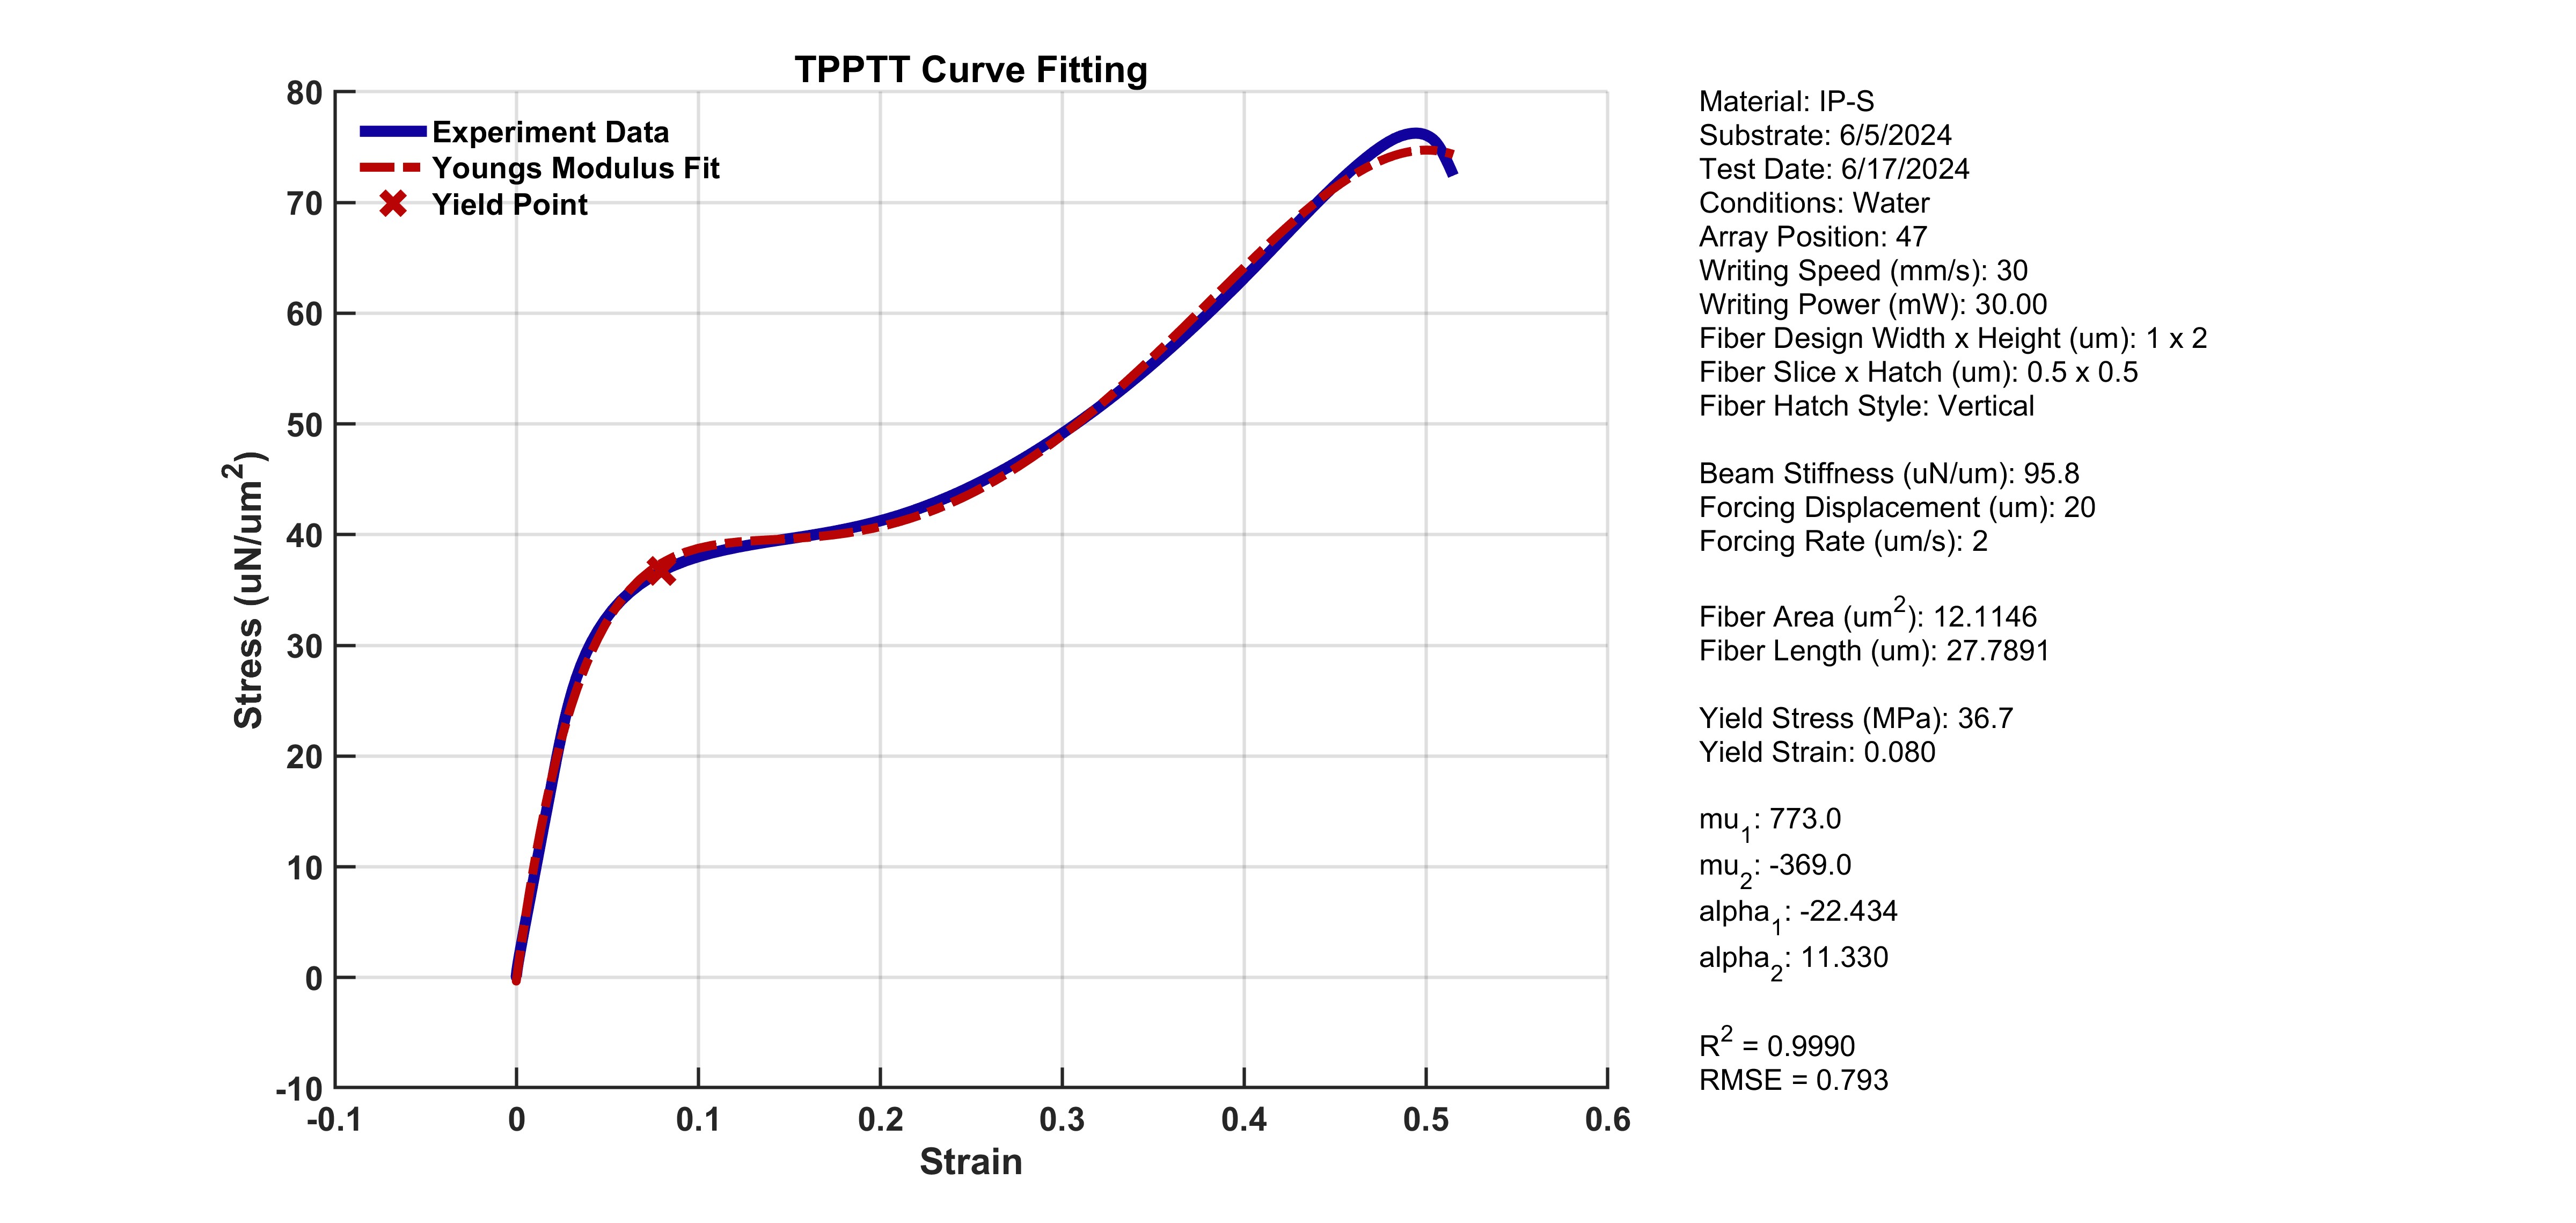 TPPTT Curve Fitting
80
70
60
50
40
30
20
10
0
-10
-0.1
0
0.1
0.2
0.3
0.4
0.5
0.6
Stress (uN/um²)
Strain
Experiment Data
Youngs Modulus Fit
Yield Point
Material: IP-S
Substrate: 6/5/2024
Test Date: 6/17/2024
Conditions: Water
Array Position: 47
Writing Speed (mm/s): 30
Writing Power (mW): 30.00
Fiber Design Width x Height (um): 1 x 2
Fiber Slice x Hatch (um): 0.5 x 0.5
Fiber Hatch Style: Vertical
Beam Stiffness (uN/um): 95.8
Forcing Displacement (um): 20
Forcing Rate (um/s): 2
Fiber Area (um²): 12.1146
Fiber Length (um): 27.7891
Yield Stress (MPa): 36.7
Yield Strain: 0.080
mu₁: 773.0
mu₂: -369.0
alpha₁: -22.434
alpha₂: 11.330
R² = 0.9990
RMSE = 0.793